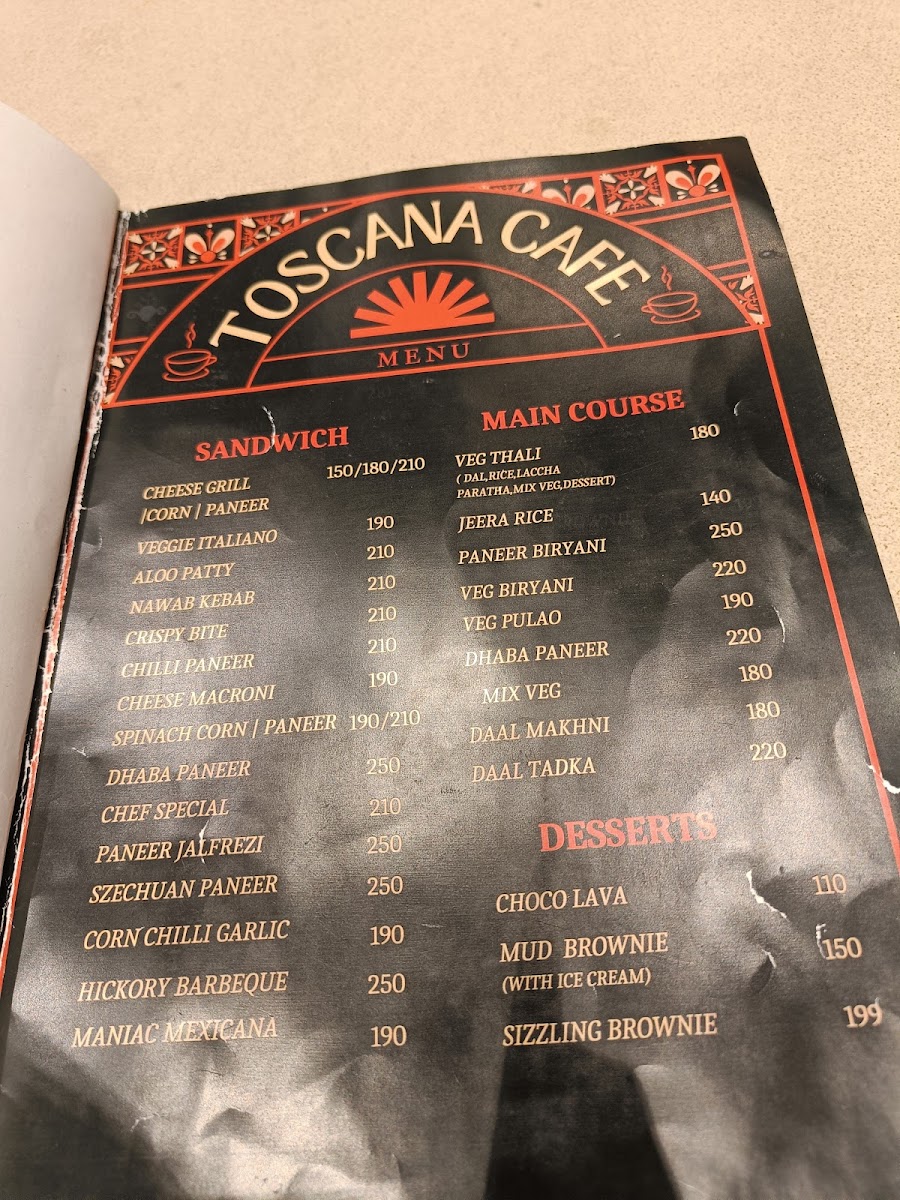 TOSCANA CAFE
MENU
SANDWICH
CHEESE GRILL 150/180/210
|CORN | PANEER
VEGGIE ITALIANO 190
ALOO PATTY 210
NAWAB KEBAB 210
CRISPY BITE 210
CHILLI PANEER 210
CHEESE MACRONI 190
SPINACH CORN | PANEER 190/210
DHABA PANEER 250
CHEF SPECIAL 210
PANEER JALFREZI 250
SZECHUAN PANEER 250
CORN CHILLI GARLIC 190
HICKORY BARBEQUE 250
MANIAC MEXICANA 190
MAIN COURSE
VEG THALI 180
( DAL,RICE,LACCHA
PARATHA,MIX VEG,DESSERT)
JEERA RICE 140
PANEER BIRYANI 250
VEG BIRYANI 220
VEG PULAO 190
DHABA PANEER 220
MIX VEG 180
DAAL MAKHNI 180
DAAL TADKA 220
DESSERTS
CHOCO LAVA 110
MUD BROWNIE 150
(WITH ICE CREAM)
SIZZLING BROWNIE 199